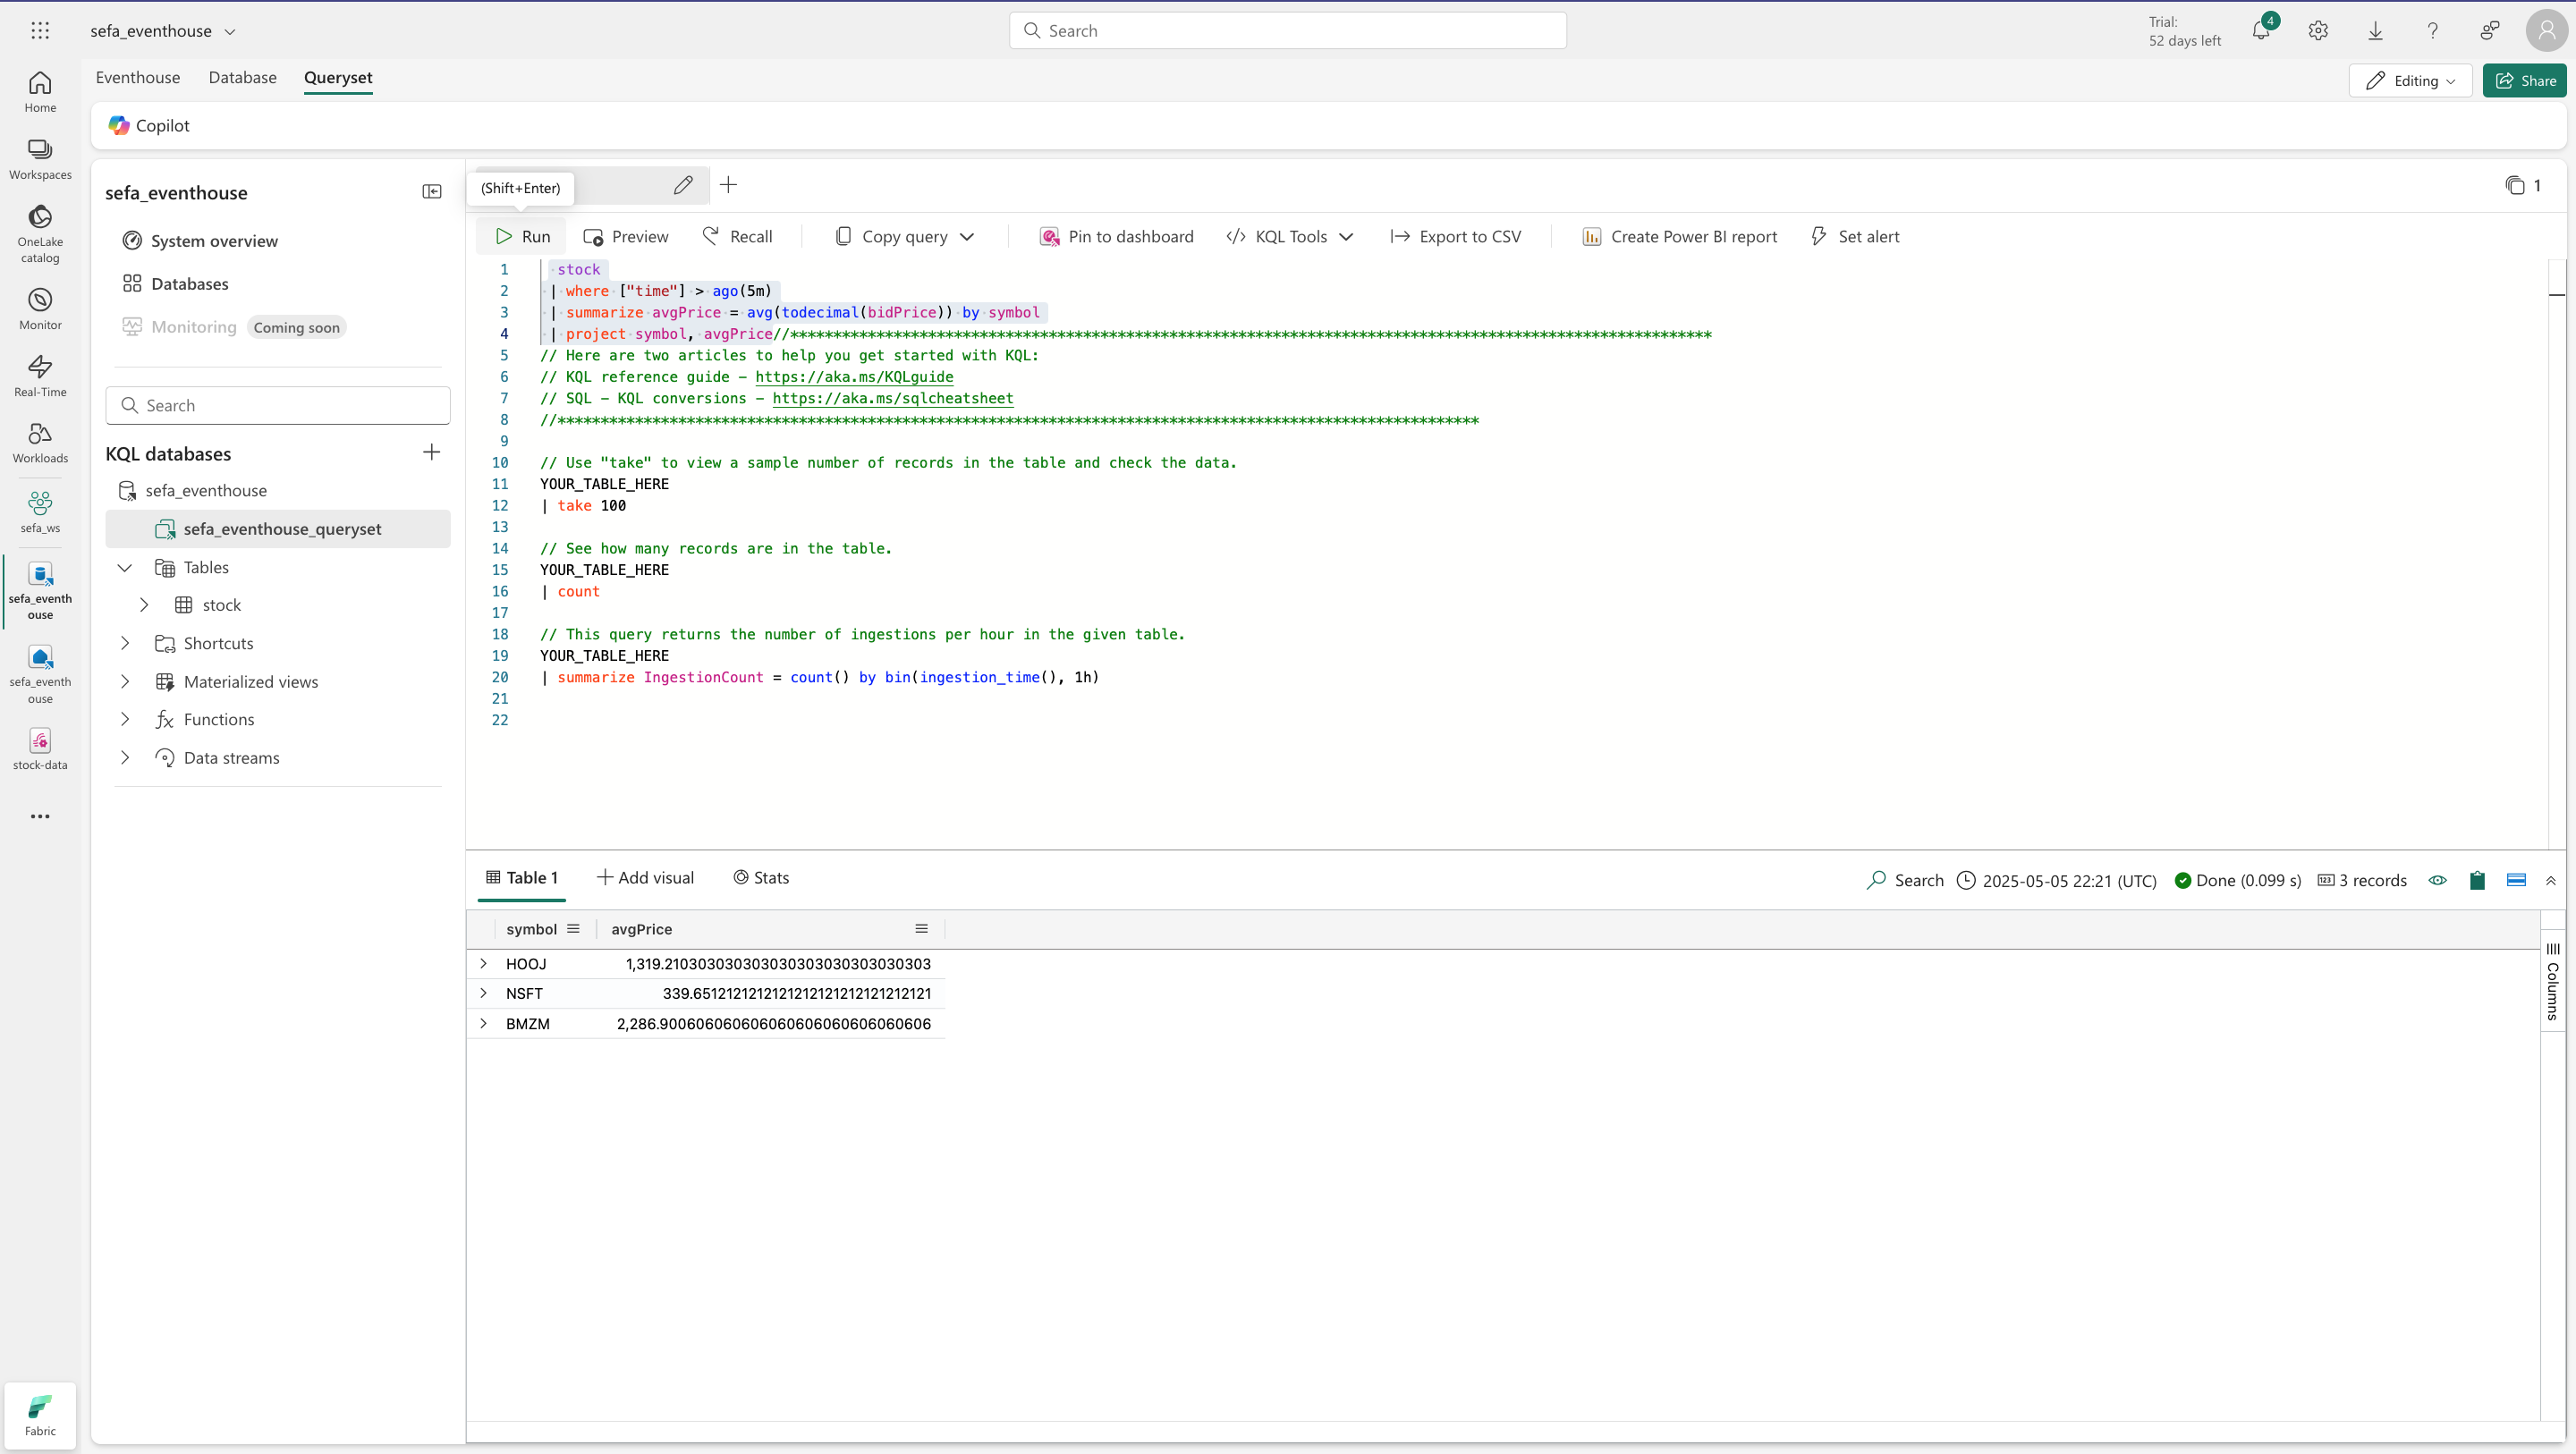 sefa_eventhouse
Search
Trial:
52 days left
4
Eventhouse Database Queryset
Editing
Share
Home
Workspaces
OneLake
catalog
Monitor
Real-Time
Workloads
sefa_ws
sefa_eventh
ouse
sefa_eventh
ouse
stock-data
Fabric
Copilot
sefa_eventhouse
System overview
Databases
Monitoring Coming soon
Search
KQL databases
sefa_eventhouse
sefa_eventhouse_queryset
Tables
stock
Shortcuts
Materialized views
Functions
Data streams
(Shift+Enter)
1
Run Preview Recall Copy query Pin to dashboard KQL Tools Export to CSV Create Power BI report Set alert
1 stock
2 | where ["time"] > ago(5m)
3 | summarize avgPrice = avg(todecimal(bidPrice)) by symbol
4 | project symbol, avgPrice//***********************************************************************************************************
5 // Here are two articles to help you get started with KQL:
6 // KQL reference guide - https://aka.ms/KQLguide
7 // SQL - KQL conversions - https://aka.ms/sqlcheatsheet
8 //***********************************************************************************************************
9
10 // Use "take" to view a sample number of records in the table and check the data.
11 YOUR_TABLE_HERE
12 | take 100
13
14 // See how many records are in the table.
15 YOUR_TABLE_HERE
16 | count
17
18 // This query returns the number of ingestions per hour in the given table.
19 YOUR_TABLE_HERE
20 | summarize IngestionCount = count() by bin(ingestion_time(), 1h)
21
22
Table 1 Add visual Stats
Search 2025-05-05 22:21 (UTC) Done (0.099 s) 3 records
symbol avgPrice
HOOJ 1,319.2103030303030303030303030303
NSFT 339.65121212121212121212121212121
BMZM 2,286.9006060606060606060606060606
Columns